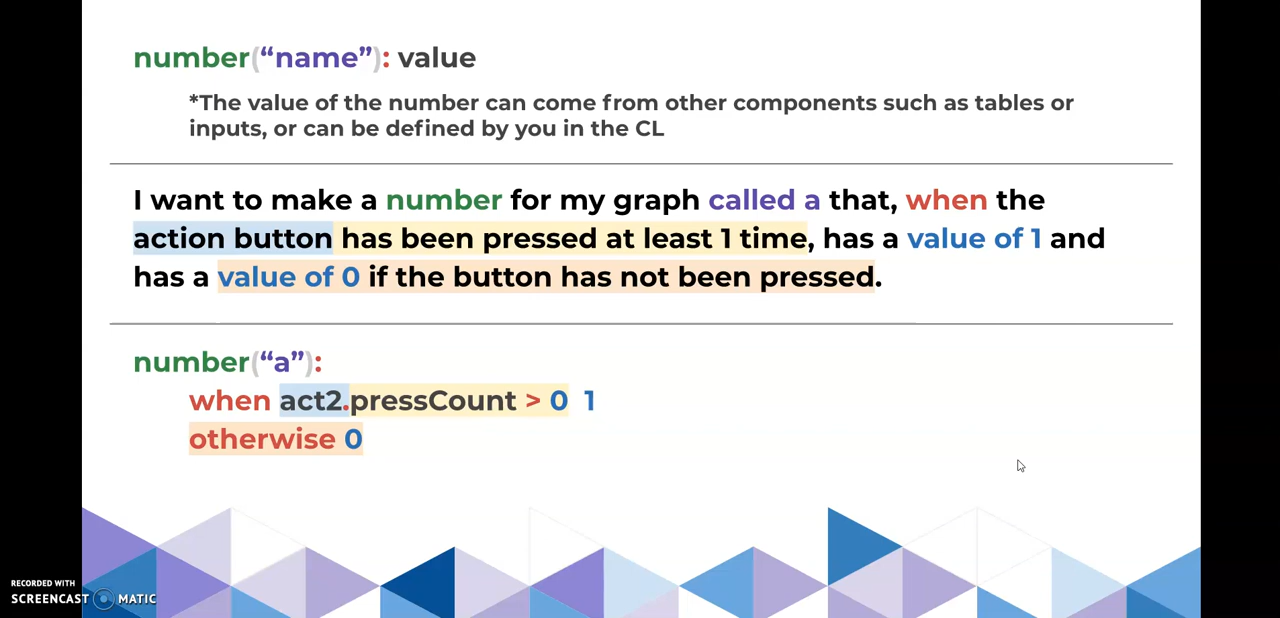 number(“name”): value
*The value of the number can come from other components such as tables or
inputs, or can be defined by you in the CL
I want to make a number for my graph called a that, when the
action button has been pressed at least 1 time, has a value of 1 and
has a value of 0 if the button has not been pressed.
number(“a”):
when act2.pressCount > 0 1
otherwise 0
RECORDED WITH
SCREENCAST MATIC